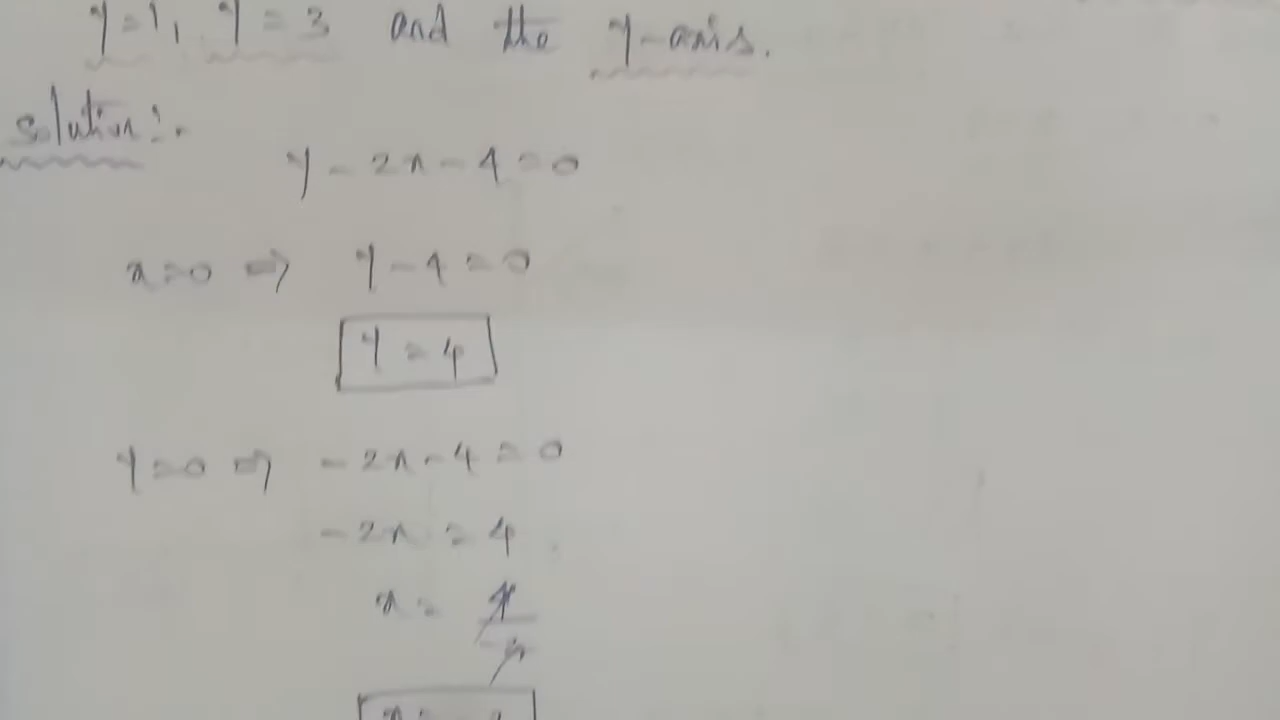 y=1, y = 3 and the y-axis.
solution:-
y - 2x - 4 = 0
x=0 ⇒ y - 4 = 0
y = 4
y=0 ⇒ -2x - 4 = 0
-2x = 4
x = 4/-2